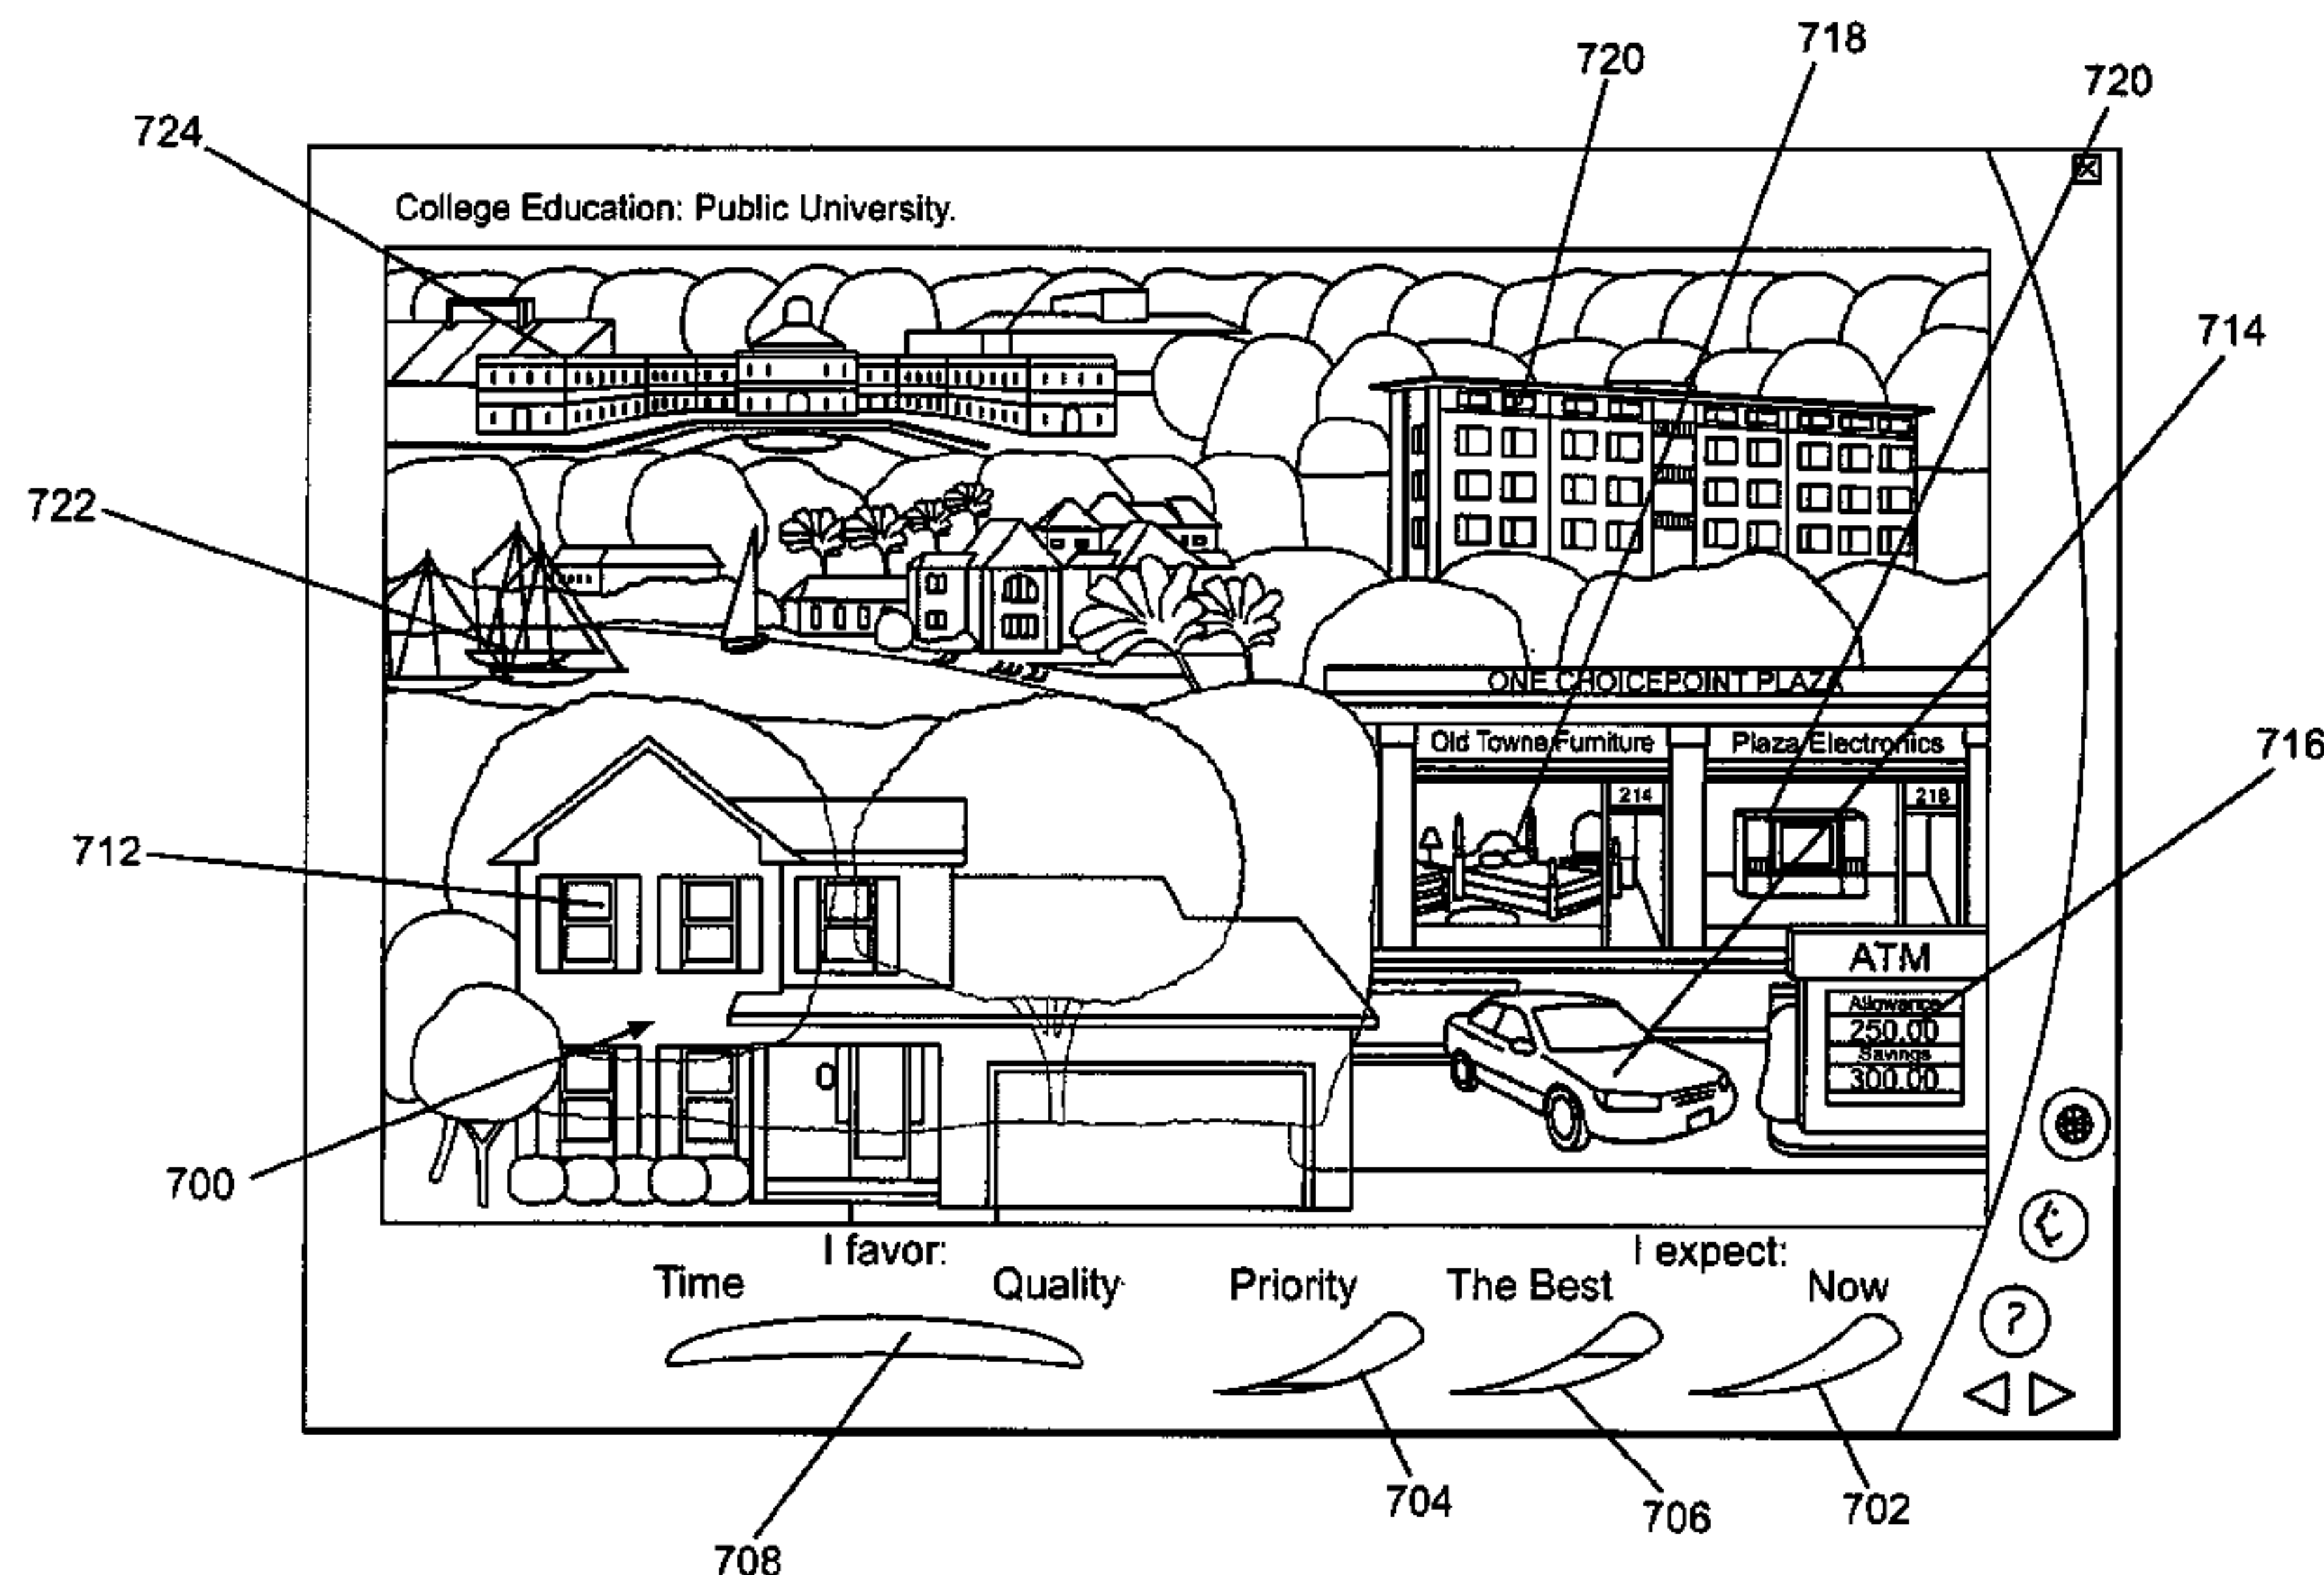 718
720
720
724
College Education: Public University.
714
722
ONE CHOICEPOINT PLAZA
716
Old Towne Furniture
Plaza Electronics
214
218
712
ATM
Allowance
250.00
Savings
300.00
700
I favor:
I expect:
Time
Quality
Priority
The Best
Now
?
704
706
702
708